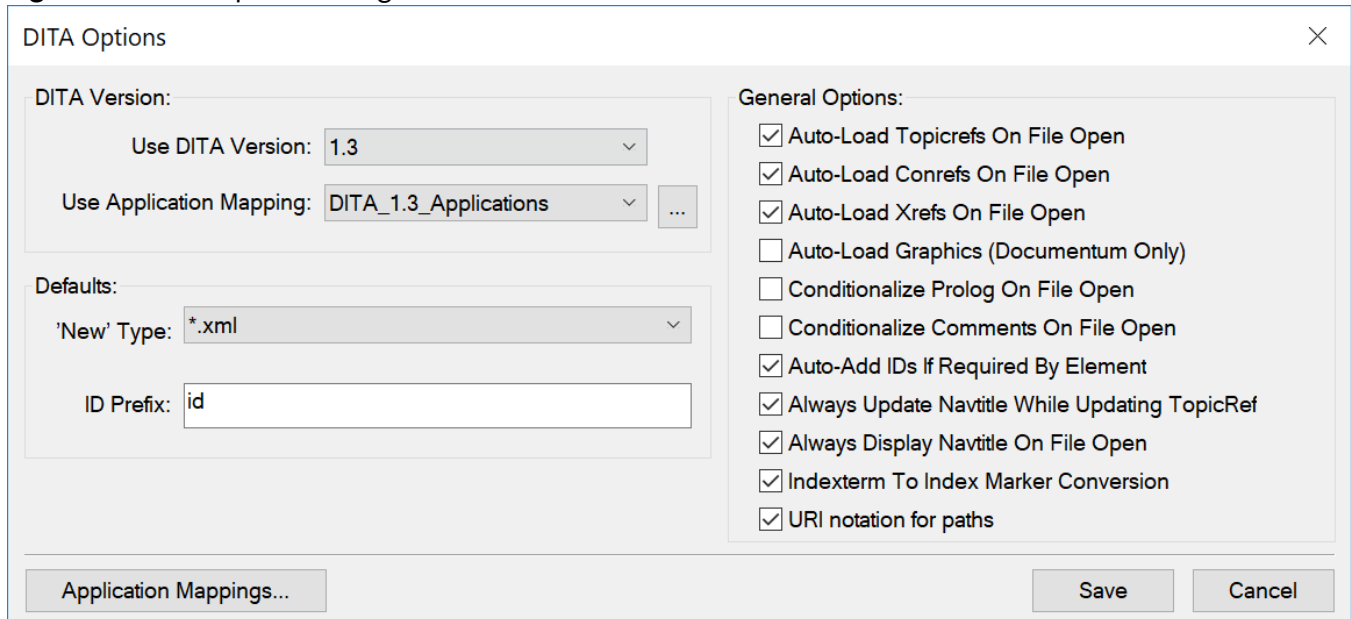 DITA Options
DITA Version:
Use DITA Version: 1.3
Use Application Mapping: DITA_1.3_Applications ...
Defaults:
'New' Type: *.xml
ID Prefix: id
General Options:
Auto-Load Topicrefs On File Open
Auto-Load Conrefs On File Open
Auto-Load Xrefs On File Open
Auto-Load Graphics (Documentum Only)
Conditionalize Prolog On File Open
Conditionalize Comments On File Open
Auto-Add IDs If Required By Element
Always Update Navtitle While Updating TopicRef
Always Display Navtitle On File Open
Indexterm To Index Marker Conversion
URI notation for paths
Application Mappings... Save Cancel